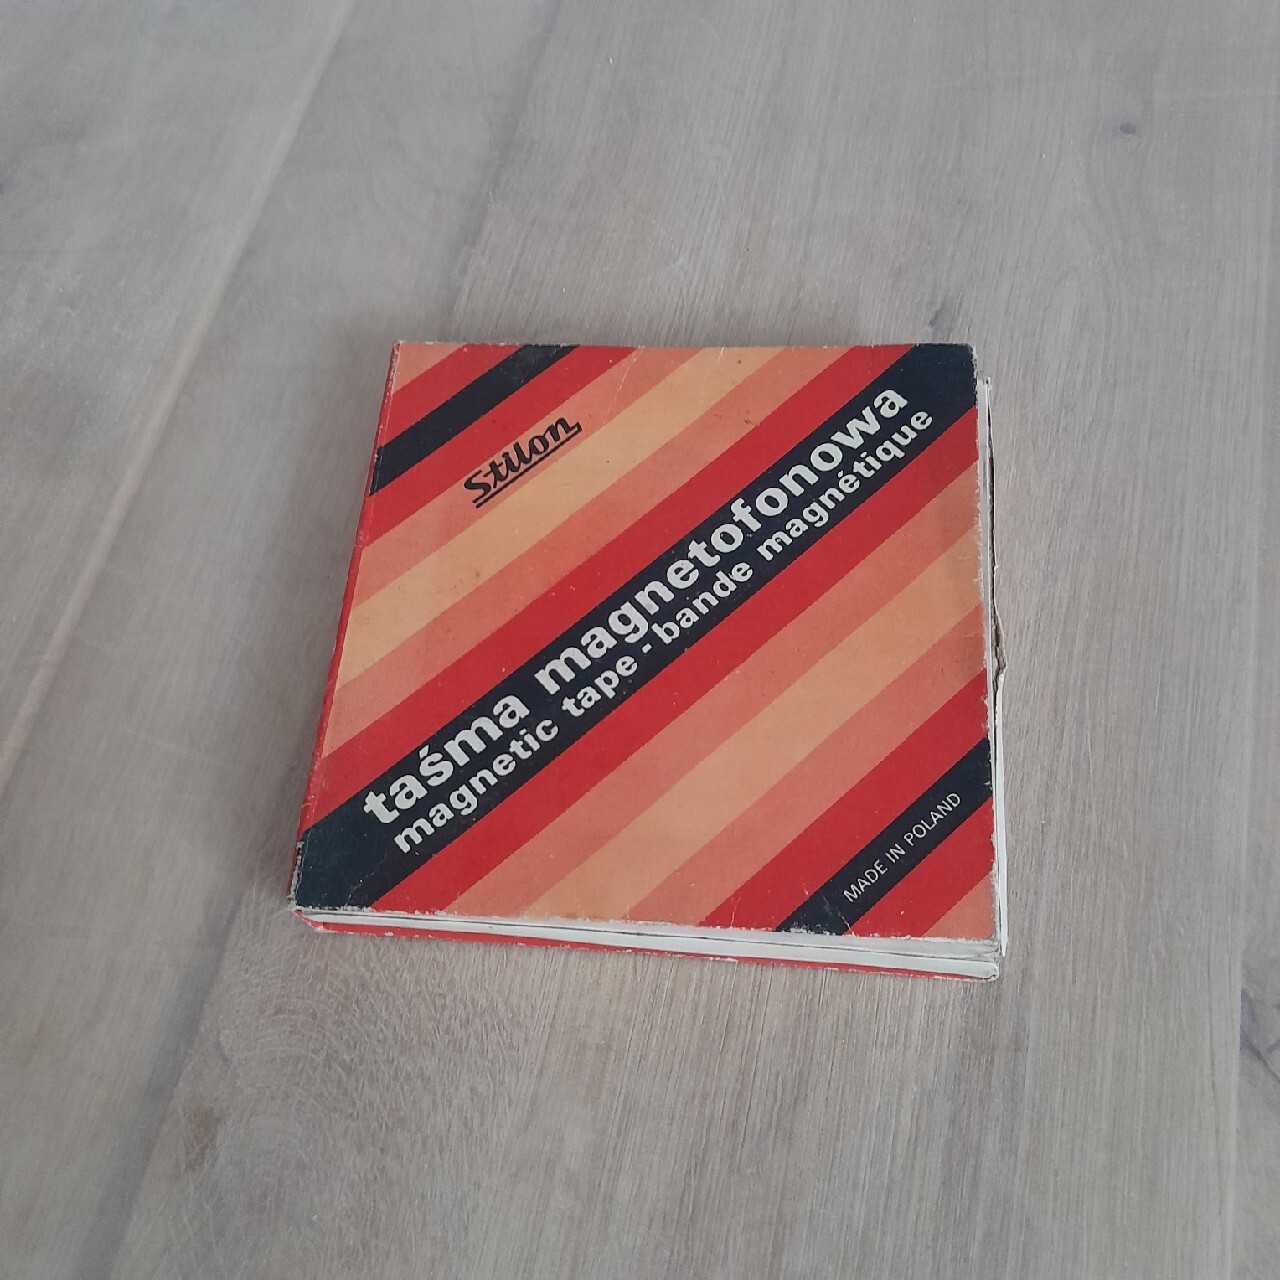 Stilon
taśma magnetofonowa
magnetic tape - bande magnétique
MADE IN POLAND